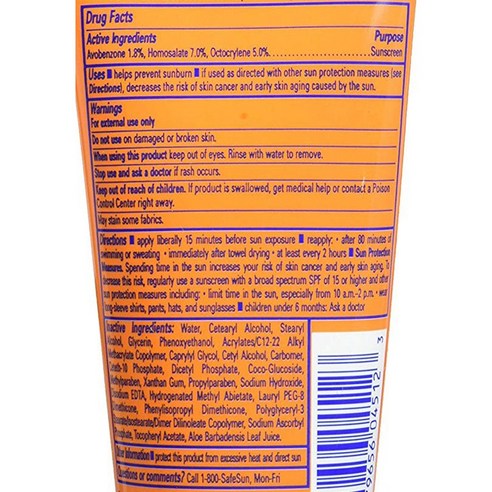 Drug Facts
Active Ingredients Purpose
Avobenzone 1.8%, Homosalate 7.0%, Octocrylene 5.0% Sunscreen
Uses ■ helps prevent sunburn ■ if used as directed with other sun protection measures (see
Directions), decreases the risk of skin cancer and early skin aging caused by the sun.
Warnings
For external use only
Do not use on damaged or broken skin.
When using this product keep out of eyes. Rinse with water to remove.
Stop use and ask a doctor if rash occurs.
Keep out of reach of children. If product is swallowed, get medical help or contact a Poison
Control Center right away.
May stain some fabrics.
Directions ■ apply liberally 15 minutes before sun exposure ■ reapply: • after 80 minutes of
swimming or sweating • immediately after towel drying • at least every 2 hours ■ Sun Protection
Measures. Spending time in the sun increases your risk of skin cancer and early skin aging. To
decrease this risk, regularly use a sunscreen with a broad spectrum SPF of 15 or higher and other
sun protection measures including: • limit time in the sun, especially from 10 a.m.–2 p.m. • wear
long-sleeve shirts, pants, hats, and sunglasses ■ children under 6 months: Ask a doctor
Inactive Ingredients: Water, Cetearyl Alcohol, Stearyl
Alcohol, Glycerin, Phenoxyethanol, Acrylates/C12-22 Alkyl
Methacrylate Copolymer, Caprylyl Glycol, Cetyl Alcohol, Carbomer,
Ceteth-10 Phosphate, Dicetyl Phosphate, Coco-Glucoside,
Methylparaben, Xanthan Gum, Propylparaben, Sodium Hydroxide,
Disodium EDTA, Hydrogenated Methyl Abietate, Lauryl PEG-8
Dimethicone, Phenylisopropyl Dimethicone, Polyglyceryl-3
Dimer Dilinoleate Copolymer, Sodium Ascorbyl
Phosphate, Tocopheryl Acetate, Aloe Barbadensis Leaf Juice.
Other Information ■ protect this product from excessive heat and direct sun
Questions or comments? Call 1-800-SafeSun, Mon-Fri
9656 04512 3